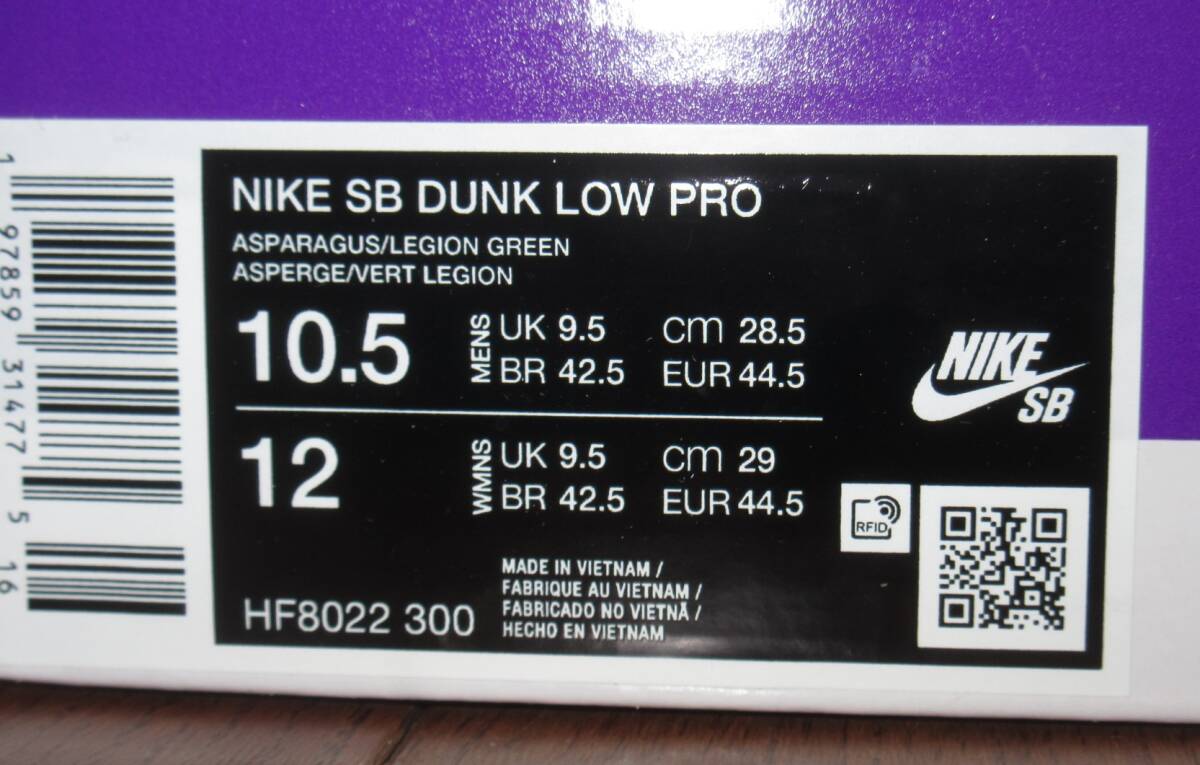 NIKE SB DUNK LOW PRO
ASPARAGUS/LEGION GREEN
ASPERGE/VERT LEGION
10.5
MENS
UK 9.5 cm 28.5
BR 42.5 EUR 44.5
12
WMNS
UK 9.5 cm 29
BR 42.5 EUR 44.5
NIKE
SB
RFID
HF8022 300
MADE IN VIETNAM /
FABRIQUE AU VIETNAM /
FABRICADO NO VIETNÃ /
HECHO EN VIETNAM
1 97859 31477 5 16